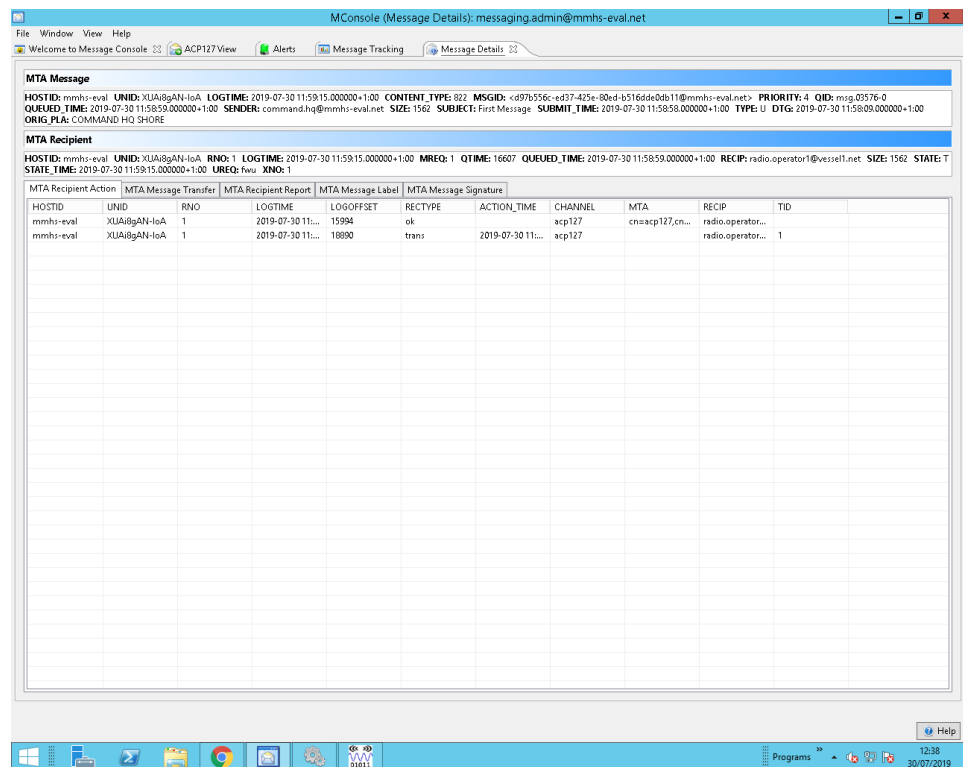 MConsole (Message Details): messaging.admin@mmhs-eval.net
File Window View Help
Welcome to Message Console ACP127 View Alerts Message Tracking Message Details
MTA Message
HOSTID: mmhs-eval UNID: XUAi8gAN-IoA LOGTIME: 2019-07-30 11:59:15.000000+1:00 CONTENT_TYPE: 822 MSGID: <d97b556c-ed37-425e-80ed-b516dde0db11@mmhs-eval.net> PRIORITY: 4 QID: msg.03576-0
QUEUED_TIME: 2019-07-30 11:58:59.000000+1:00 SENDER: command.hq@mmhs-eval.net SIZE: 1562 SUBJECT: First Message SUBMIT_TIME: 2019-07-30 11:58:58.000000+1:00 TYPE: U DTG: 2019-07-30 11:58:09.000000+1:00
ORIG_PLA: COMMAND HQ SHORE
MTA Recipient
HOSTID: mmhs-eval UNID: XUAi8gAN-IoA RNO: 1 LOGTIME: 2019-07-30 11:59:15.000000+1:00 MREQ: 1 QTIME: 16607 QUEUED_TIME: 2019-07-30 11:58:59.000000+1:00 RECIP: radio.operator1@vessel1.net SIZE: 1562 STATE: T
STATE_TIME: 2019-07-30 11:59:15.000000+1:00 UREQ: fwu XNO: 1
MTA Recipient Action MTA Message Transfer MTA Recipient Report MTA Message Label MTA Message Signature
HOSTID UNID RNO LOGTIME LOGOFFSET RECTYPE ACTION_TIME CHANNEL MTA RECIP TID
mmhs-eval XUAi8gAN-IoA 1 2019-07-30 11:... 15994 ok acp127 cn=acp127,cn... radio.operator...
mmhs-eval XUAi8gAN-IoA 1 2019-07-30 11:... 18890 trans 2019-07-30 11:... acp127 radio.operator... 1
Help
01011
Programs
12:38
30/07/2019